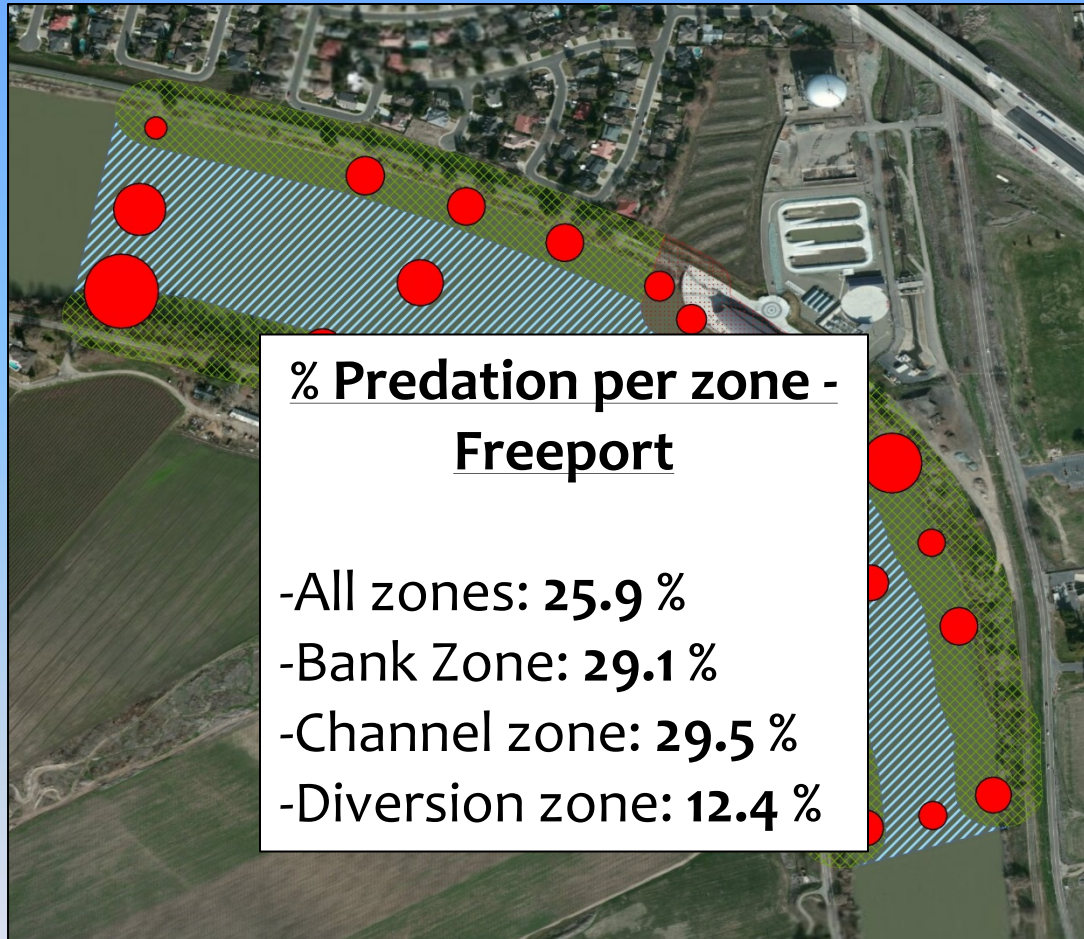 % Predation per zone -
Freeport
-All zones: 25.9 %
-Bank Zone: 29.1 %
-Channel zone: 29.5 %
-Diversion zone: 12.4 %